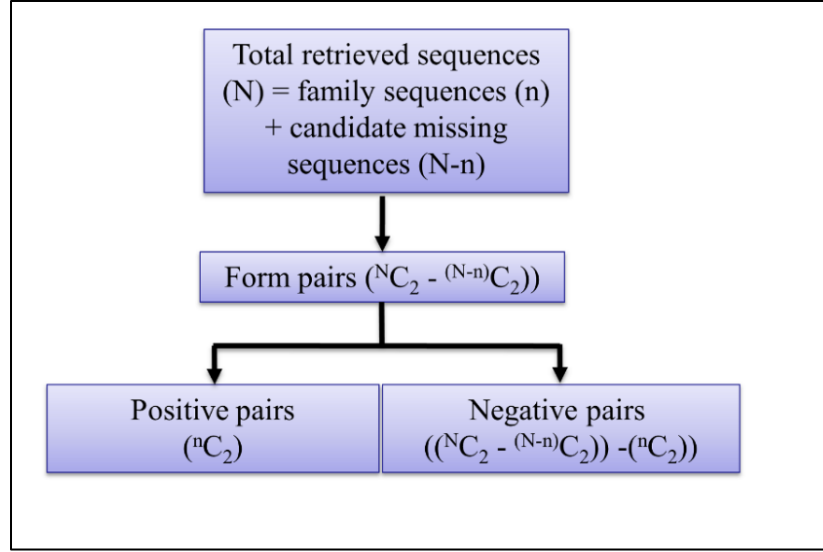 Total retrieved sequences
(N) = family sequences (n)
+ candidate missing
sequences (N-n)
Form pairs (ᴺC₂ - ⁽ᴺ⁻ⁿ⁾C₂))
Positive pairs
(ⁿC₂)
Negative pairs
((ᴺC₂ - ⁽ᴺ⁻ⁿ⁾C₂)) -(ⁿC₂))